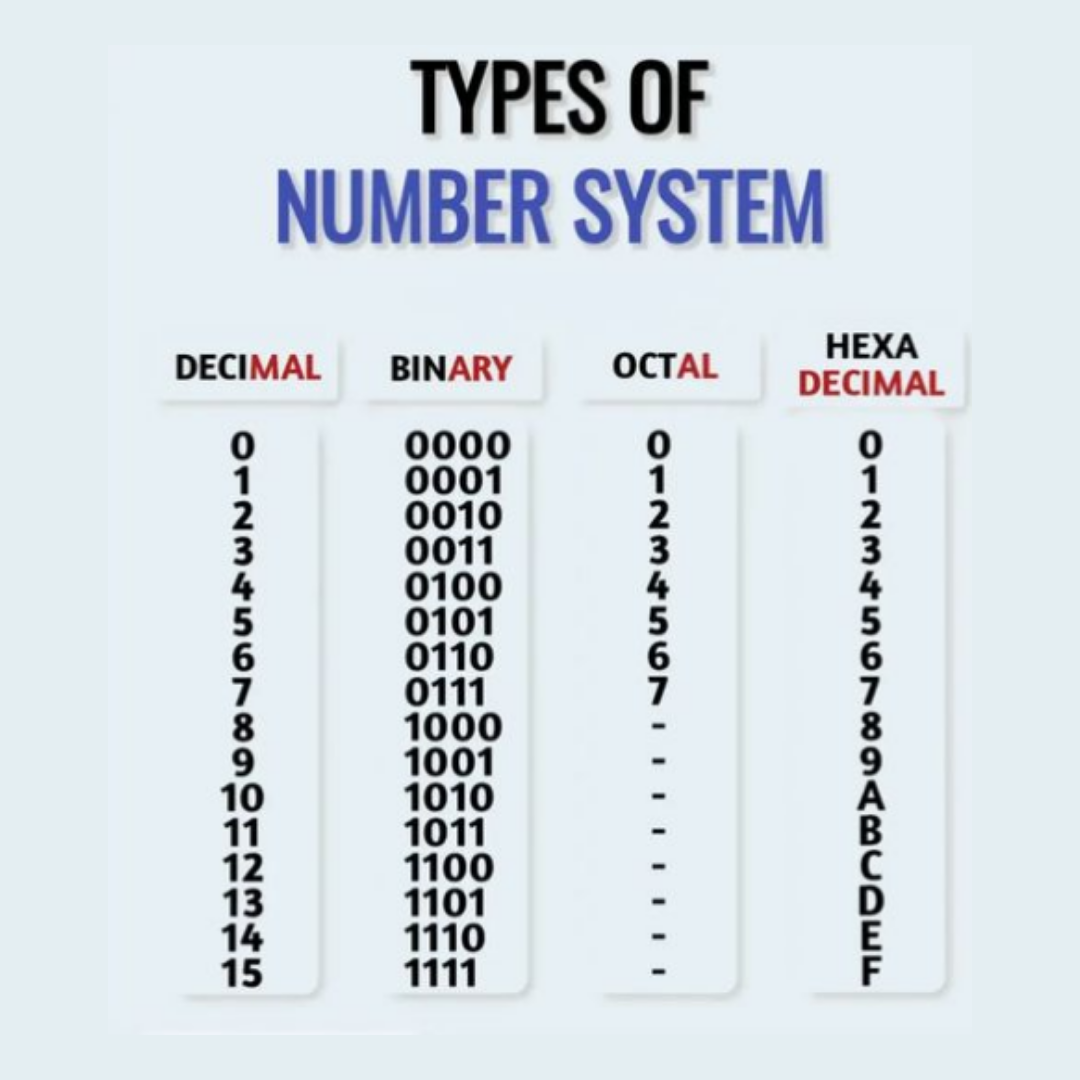 TYPES OF
NUMBER SYSTEM
DECIMAL BINARY OCTAL HEXA DECIMAL
0 0000 0 0
1 0001 1 1
2 0010 2 2
3 0011 3 3
4 0100 4 4
5 0101 5 5
6 0110 6 6
7 0111 7 7
8 1000 - 8
9 1001 - 9
10 1010 - A
11 1011 - B
12 1100 - C
13 1101 - D
14 1110 - E
15 1111 - F